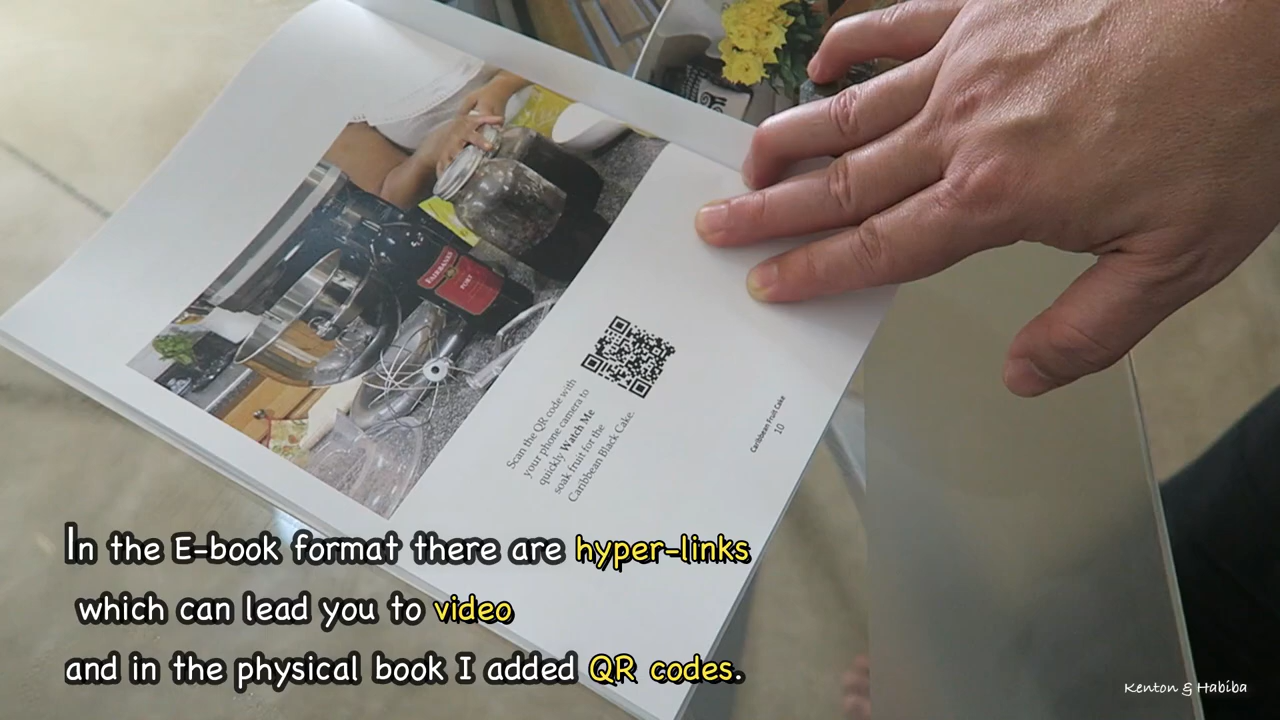 FAIRBANKS
PORT
Scan the QR code with
your phone camera to
quickly Watch Me
soak fruit for the
Caribbean Black Cake.
Caribbean Fruit Cake
10
In the E-book format there are hyper-links
which can lead you to video
and in the physical book I added QR codes.
Kenton & Habiba